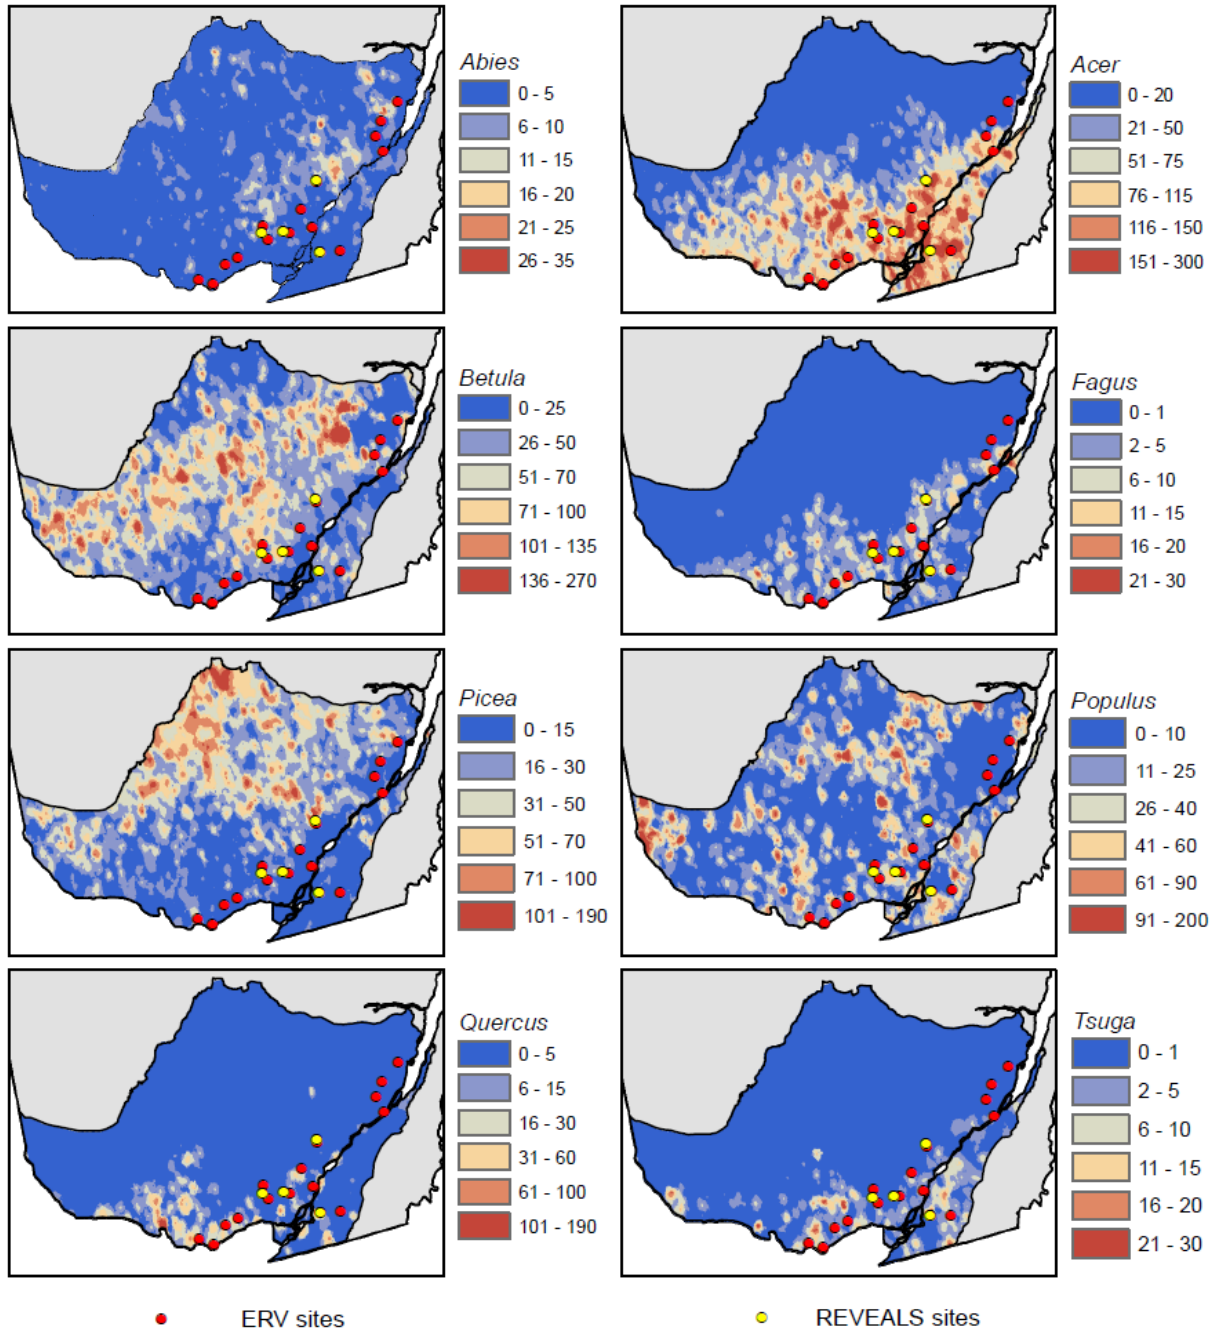 Abies
0 - 5
6 - 10
11 - 15
16 - 20
21 - 25
26 - 35
Acer
0 - 20
21 - 50
51 - 75
76 - 115
116 - 150
151 - 300
Betula
0 - 25
26 - 50
51 - 70
71 - 100
101 - 135
136 - 270
Fagus
0 - 1
2 - 5
6 - 10
11 - 15
16 - 20
21 - 30
Picea
0 - 15
16 - 30
31 - 50
51 - 70
71 - 100
101 - 190
Populus
0 - 10
11 - 25
26 - 40
41 - 60
61 - 90
91 - 200
Quercus
0 - 5
6 - 15
16 - 30
31 - 60
61 - 100
101 - 190
Tsuga
0 - 1
2 - 5
6 - 10
11 - 15
16 - 20
21 - 30
ERV sites
REVEALS sites